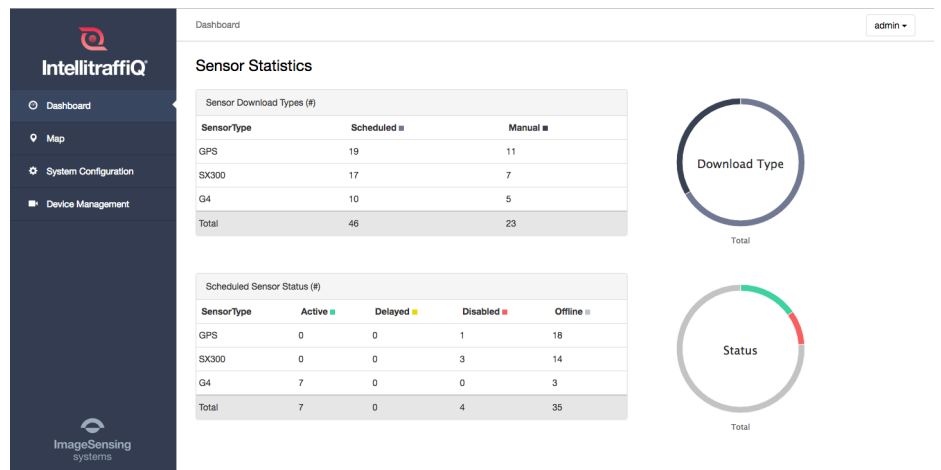 IntellitraffiQ
Dashboard
Map
System Configuration
Device Management
ImageSensing
systems
Dashboard
admin
Sensor Statistics
Sensor Download Types (#)
SensorType Scheduled Manual
GPS 19 11
SX300 17 7
G4 10 5
Total 46 23
Download Type
Total
Scheduled Sensor Status (#)
SensorType Active Delayed Disabled Offline
GPS 0 0 1 18
SX300 0 0 3 14
G4 7 0 0 3
Total 7 0 4 35
Status
Total